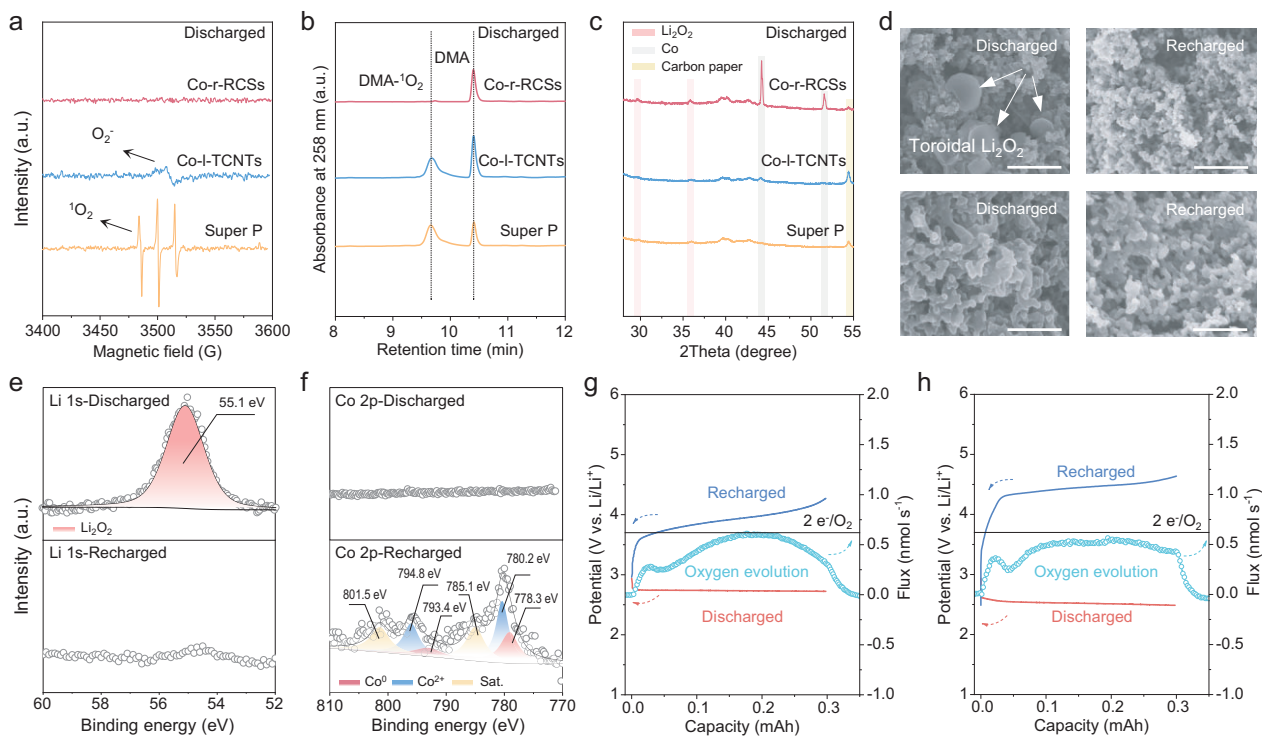 a
Discharged
Co-r-RCSs
O₂⁻
Co-l-TCNTs
¹O₂
Super P
Intensity (a.u.)
3400 3450 3500 3550 3600
Magnetic field (G)
b
Discharged
DMA
DMA-¹O₂
Co-r-RCSs
Co-l-TCNTs
Super P
Absorbance at 258 nm (a.u.)
8 9 10 11 12
Retention time (min)
c
Discharged
Li₂O₂
Co
Carbon paper
Co-r-RCSs
Co-l-TCNTs
Super P
30 35 40 45 50 55
2Theta (degree)
d
Discharged
Toroidal Li₂O₂
Recharged
Discharged
Recharged
e
Li 1s-Discharged
55.1 eV
Li₂O₂
Li 1s-Recharged
Intensity (a.u.)
60 58 56 54 52
Binding energy (eV)
f
Co 2p-Discharged
Co 2p-Recharged
780.2 eV
794.8 eV
785.1 eV
801.5 eV
793.4 eV
778.3 eV
Co⁰ Co²⁺ Sat.
810 800 790 780 770
Binding energy (eV)
g
6
5
4
3
2
1
Potential (V vs. Li/Li⁺)
Recharged
2 e⁻/O₂
Oxygen evolution
Discharged
2.0
1.5
1.0
0.5
0.0
-0.5
-1.0
Flux (nmol s⁻¹)
0.0 0.1 0.2 0.3
Capacity (mAh)
h
6
5
4
3
2
1
Potential (V vs. Li/Li⁺)
Recharged
2 e⁻/O₂
Oxygen evolution
Discharged
2.0
1.5
1.0
0.5
0.0
-0.5
-1.0
Flux (nmol s⁻¹)
0.0 0.1 0.2 0.3
Capacity (mAh)